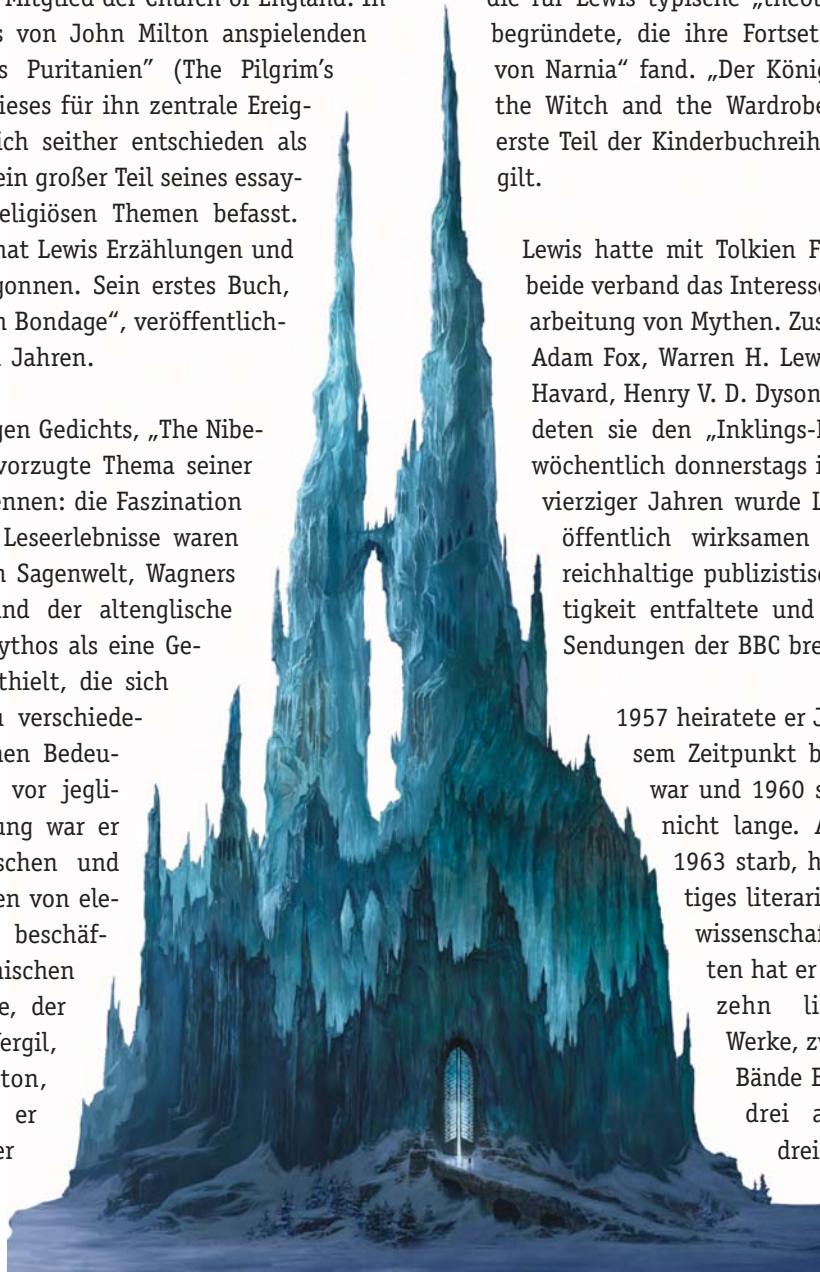 Mitglied der Church of England. In
s von John Milton anspielenden
s Puritanien” (The Pilgrim’s
ieses für ihn zentrale Ereig-
ich seither entschieden als
ein großer Teil seines essay-
eligiösen Themen befasst.
hat Lewis Erzählungen und
gonnen. Sein erstes Buch,
n Bondage“, veröffentlich-
Jahren.
gen Gedichts, „The Nibe-
vorzugte Thema seiner
ennen: die Faszination
Leseerlebnisse waren
n Sagenwelt, Wagners
und der altenglische
ythos als eine Ge-
thielt, die sich
u verschiede-
nen Bedeu-
vor jegli-
ung war er
schen und
en von ele-
beschäf-
nischen
e, der
Vergil,
ton,
er
er
die für Lewis typische „theol
begründete, die ihre Fortset
von Narnia“ fand. „Der König
the Witch and the Wardrobe
erste Teil der Kinderbuchreih
gilt.
Lewis hatte mit Tolkien F
beide verband das Interesse
arbeitung von Mythen. Zus
Adam Fox, Warren H. Lew
Havard, Henry V. D. Dyson
deten sie den „Inklings-
wöchentlich donnerstags i
vierziger Jahren wurde L
öffentlich wirksamen
reichhaltige publizistisc
tigkeit entfaltete und
Sendungen der BBC bre
1957 heiratete er J
sem Zeitpunkt b
war und 1960 s
nicht lange. A
1963 starb, h
tiges literari
wissenschaf
ten hat er
zehn li
Werke, zw
Bände E
drei a
drei